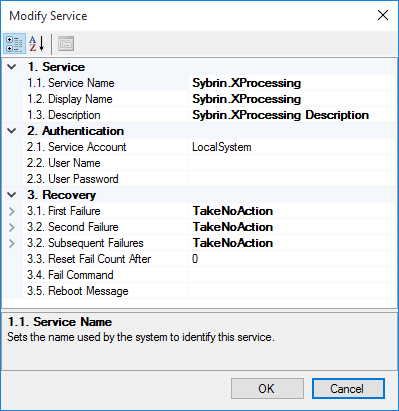 Modify Service
1. Service
1.1. Service Name Sybrin.XProcessing
1.2. Display Name Sybrin.XProcessing
1.3. Description Sybrin.XProcessing Description
2. Authentication
2.1. Service Account LocalSystem
2.2. User Name
2.3. User Password
3. Recovery
3.1. First Failure TakeNoAction
3.2. Second Failure TakeNoAction
3.2. Subsequent Failures TakeNoAction
3.3. Reset Fail Count After 0
3.4. Fail Command
3.5. Reboot Message
1.1. Service Name
Sets the name used by the system to identify this service.
OK Cancel